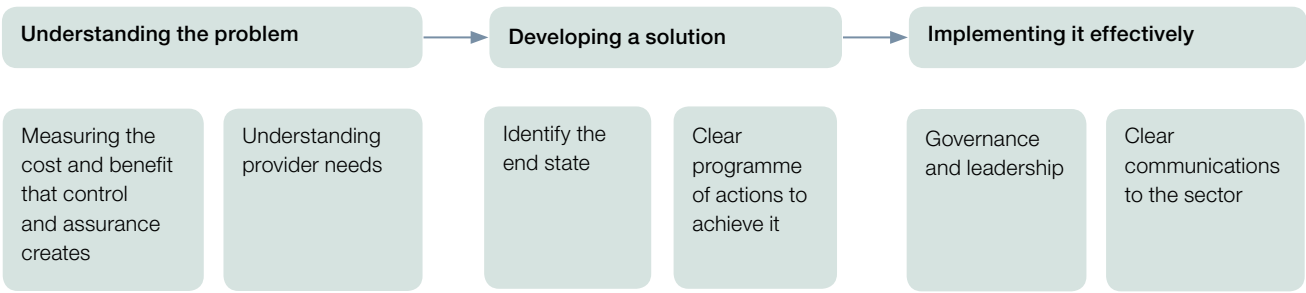 Understanding the problem
Developing a solution
Implementing it effectively
Measuring the
cost and benefit
that control
and assurance
creates
Understanding
provider needs
Identify the
end state
Clear
programme
of actions to
achieve it
Governance
and leadership
Clear
communications
to the sector